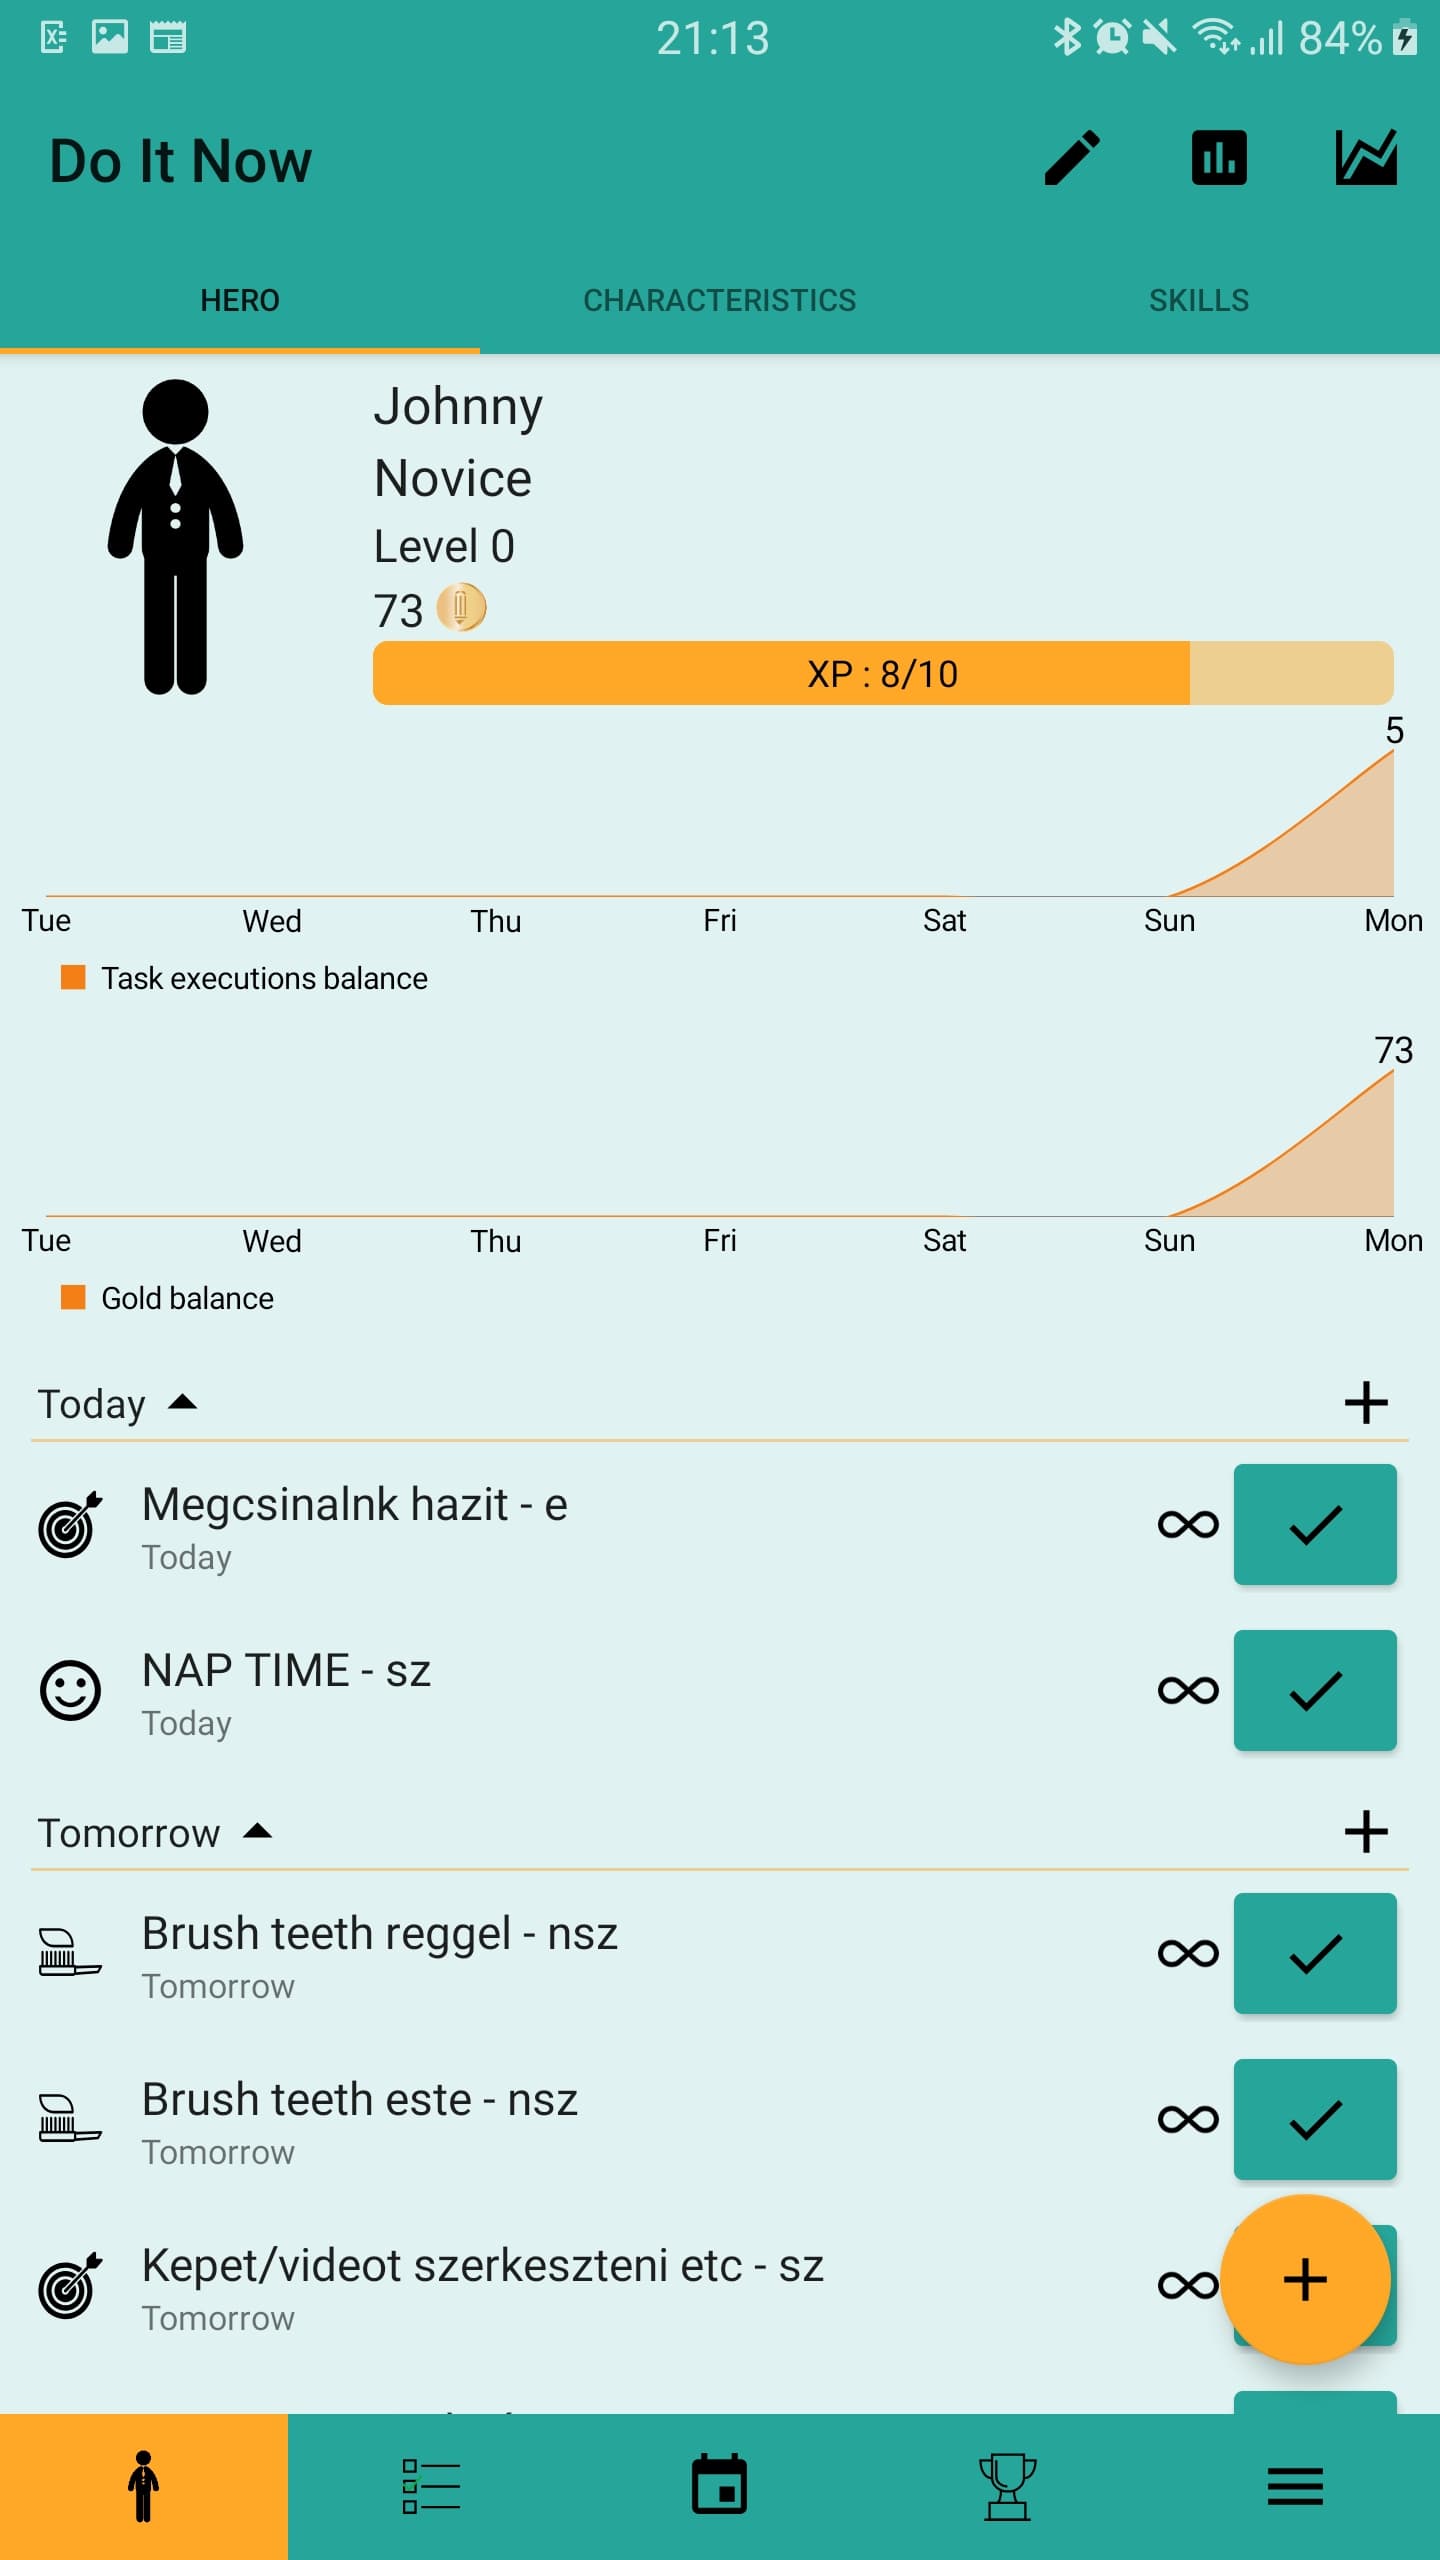 21:13
84%
Do It Now
HERO
CHARACTERISTICS
SKILLS
Johnny
Novice
Level 0
73
XP : 8/10
5
Tue Wed Thu Fri Sat Sun Mon
Task executions balance
73
Tue Wed Thu Fri Sat Sun Mon
Gold balance
Today
Megcsinalnk hazit - e
Today
NAP TIME - sz
Today
Tomorrow
Brush teeth reggel - nsz
Tomorrow
Brush teeth este - nsz
Tomorrow
Kepet/videot szerkeszteni etc - sz
Tomorrow